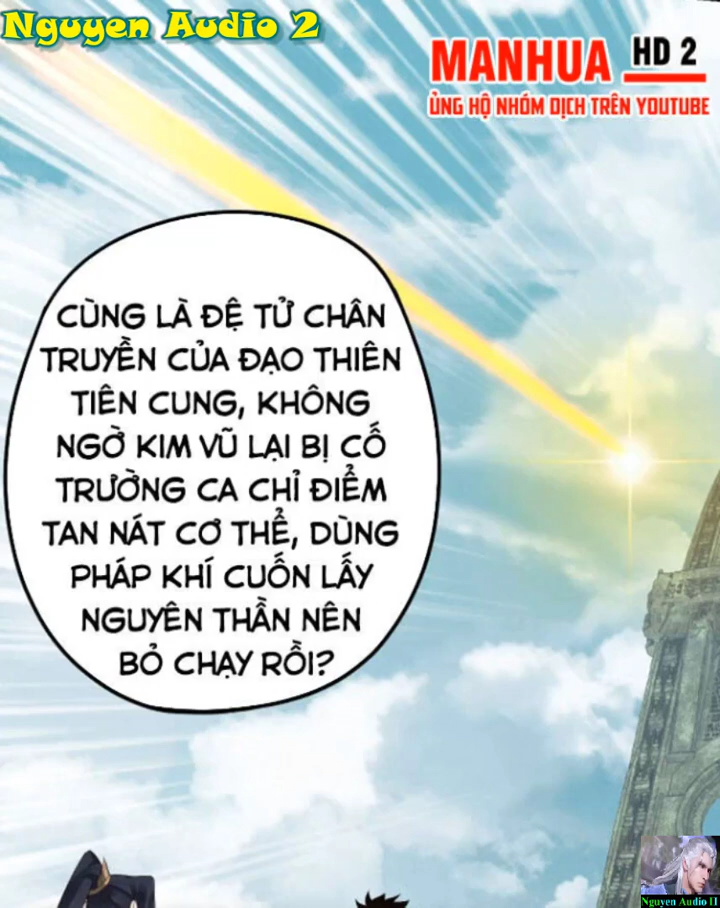 Nguyen Audio 2
MANHUA HD 2
ỦNG HỘ NHÓM DỊCH TRÊN YOUTUBE
CÙNG LÀ ĐỆ TỬ CHÂN
TRUYỀN CỦA ĐẠO THIÊN
TIÊN CUNG, KHÔNG
NGỜ KIM VŨ LẠI BỊ CỐ
TRƯỜNG CA CHỈ ĐIỂM
TAN NÁT CƠ THỂ, DÙNG
PHÁP KHÍ CUỐN LẤY
NGUYÊN THẦN NÊN
BỎ CHẠY RỒI?
Nguyen Audio II